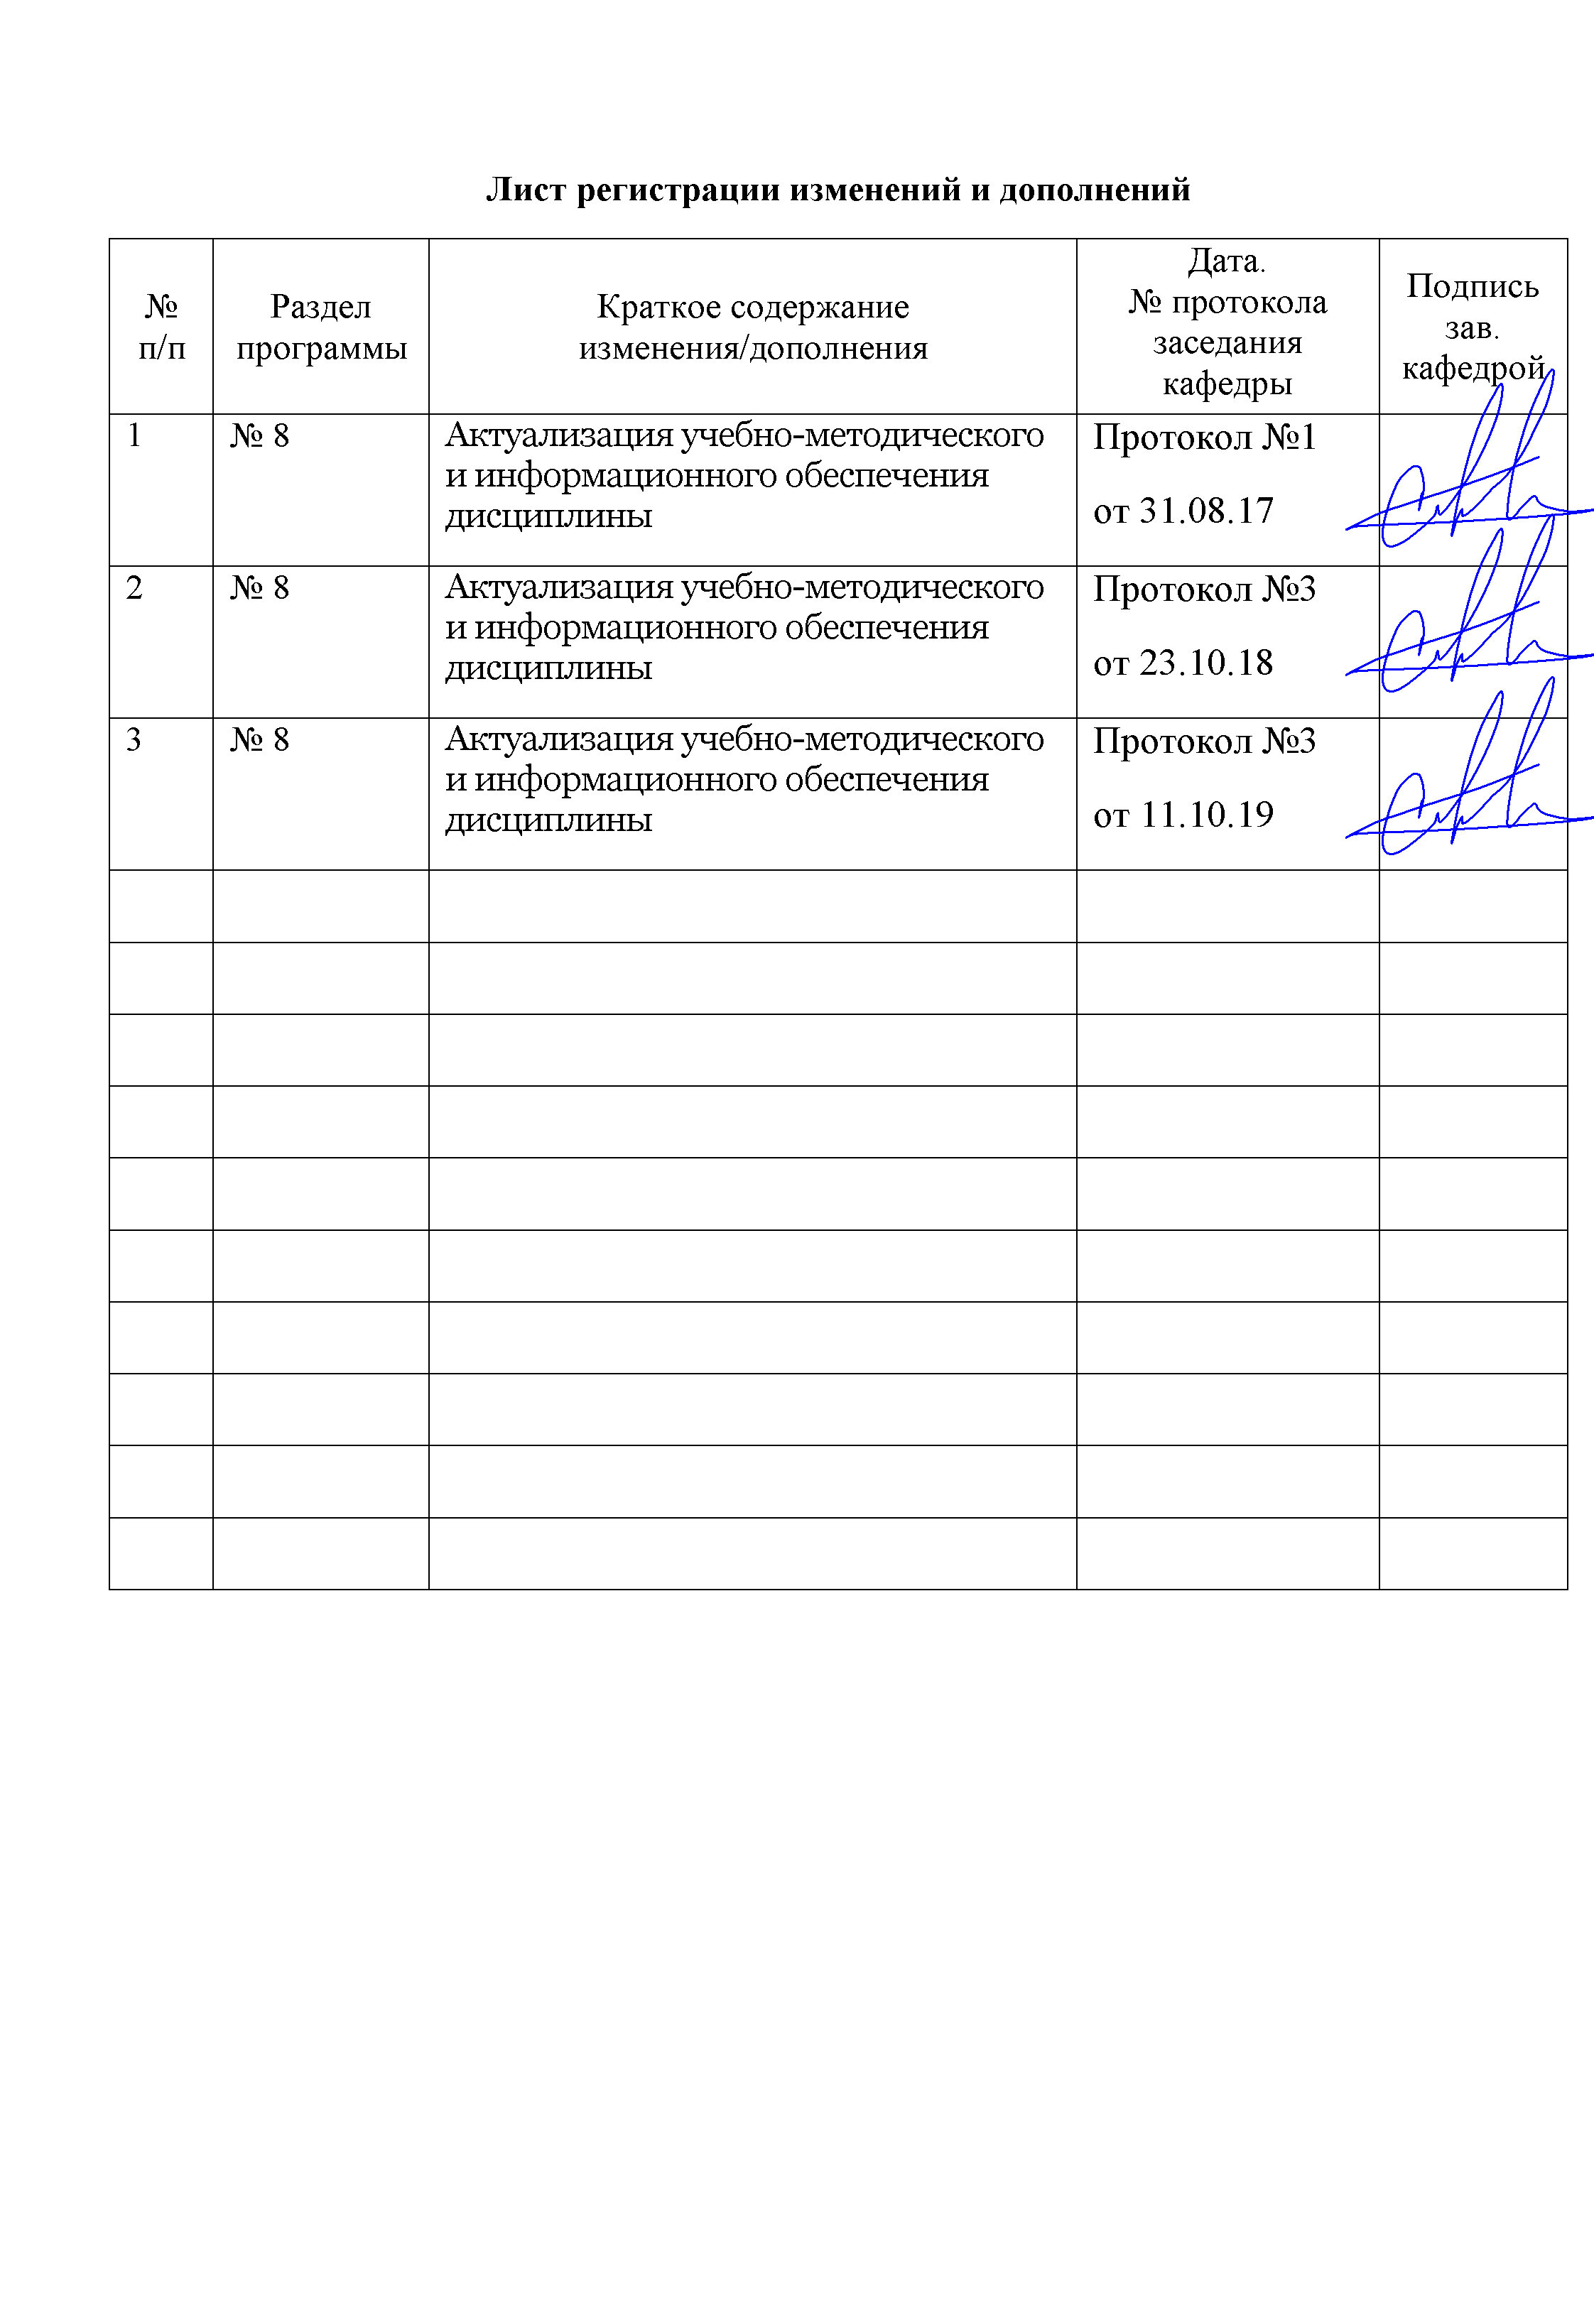 Лист регистрации изменений и дополнений
№
п/п
Раздел
программы
Краткое содержание
изменения/дополнения
Дата.
№ протокола
заседания
кафедры
Подпись
зав.
кафедрой
1
№ 8
Актуализация учебно-методического
и информационного обеспечения
дисциплины
Протокол №1
от 31.08.17
2
№ 8
Актуализация учебно-методического
и информационного обеспечения
дисциплины
Протокол №3
от 23.10.18
3
№ 8
Актуализация учебно-методического
и информационного обеспечения
дисциплины
Протокол №3
от 11.10.19